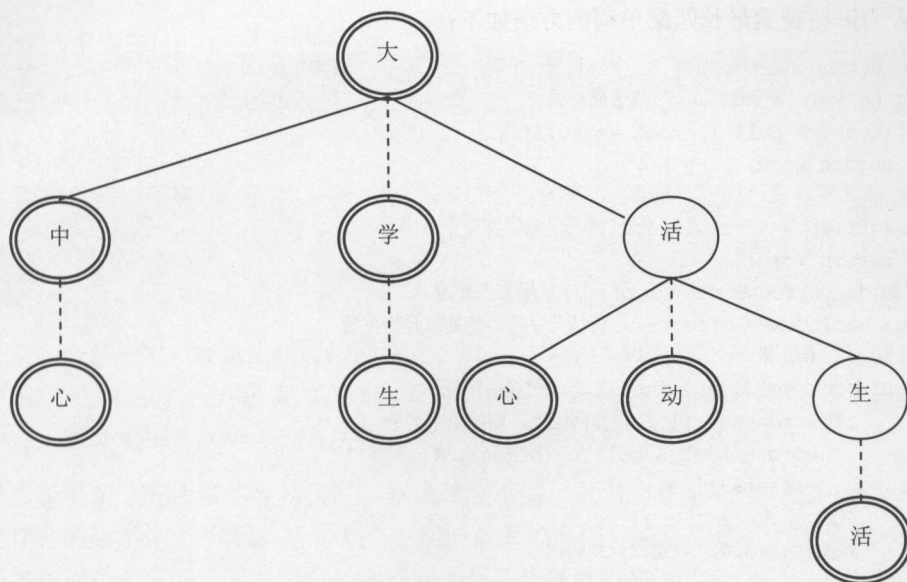 大
中 学 活
心 生 心 动 生
活